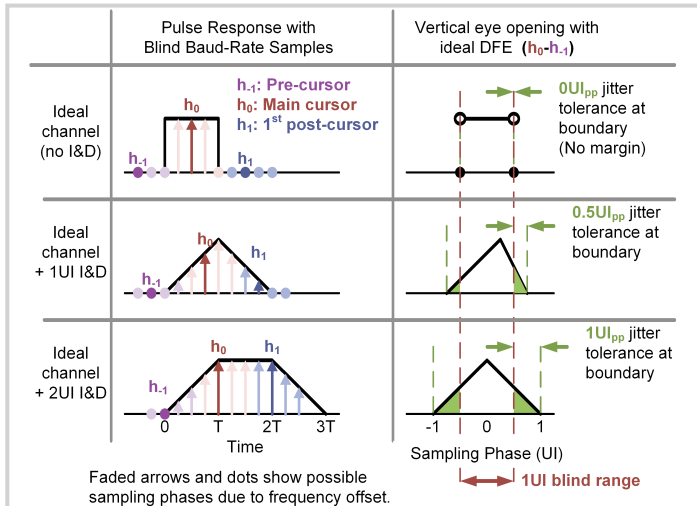 Pulse Response with
Blind Baud-Rate Samples
Vertical eye opening with
ideal DFE (h0-h-1)
Ideal
channel
(no I&D)
h0
h-1
h1
h-1: Pre-cursor
h0: Main cursor
h1: 1st post-cursor
0UIpp jitter
tolerance at
boundary
(No margin)
Ideal
channel
+ 1UI I&D
h-1
h0
h1
0.5UIpp jitter
tolerance at
boundary
Ideal
channel
+ 2UI I&D
h-1
h0
h1
0 T 2T 3T
Time
1UIpp jitter
tolerance at
boundary
-1 0 1
Sampling Phase (UI)
1UI blind range
Faded arrows and dots show possible
sampling phases due to frequency offset.